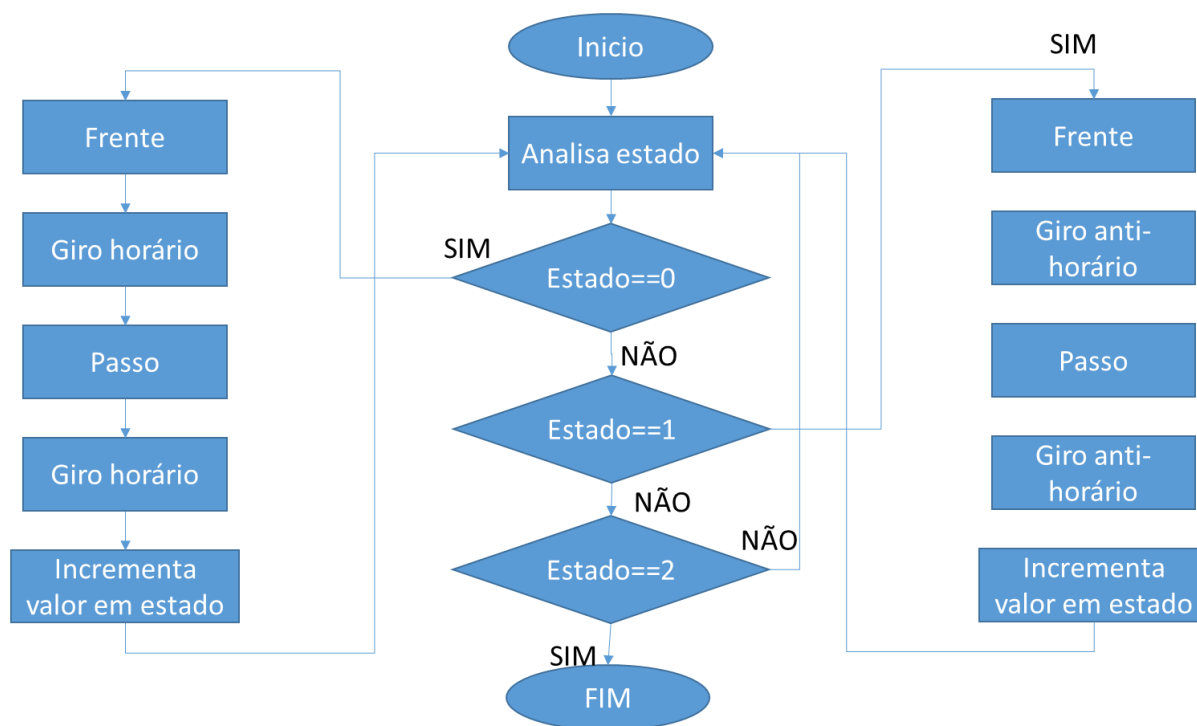 Inicio
SIM
Frente
Analisa estado
Frente
Giro horário
SIM
Estado==0
Giro anti-
horário
Passo
NÃO
Passo
Giro horário
Estado==1
Giro anti-
horário
NÃO
Incrementa
valor em estado
Estado==2
NÃO
Incrementa
valor em estado
SIM
FIM